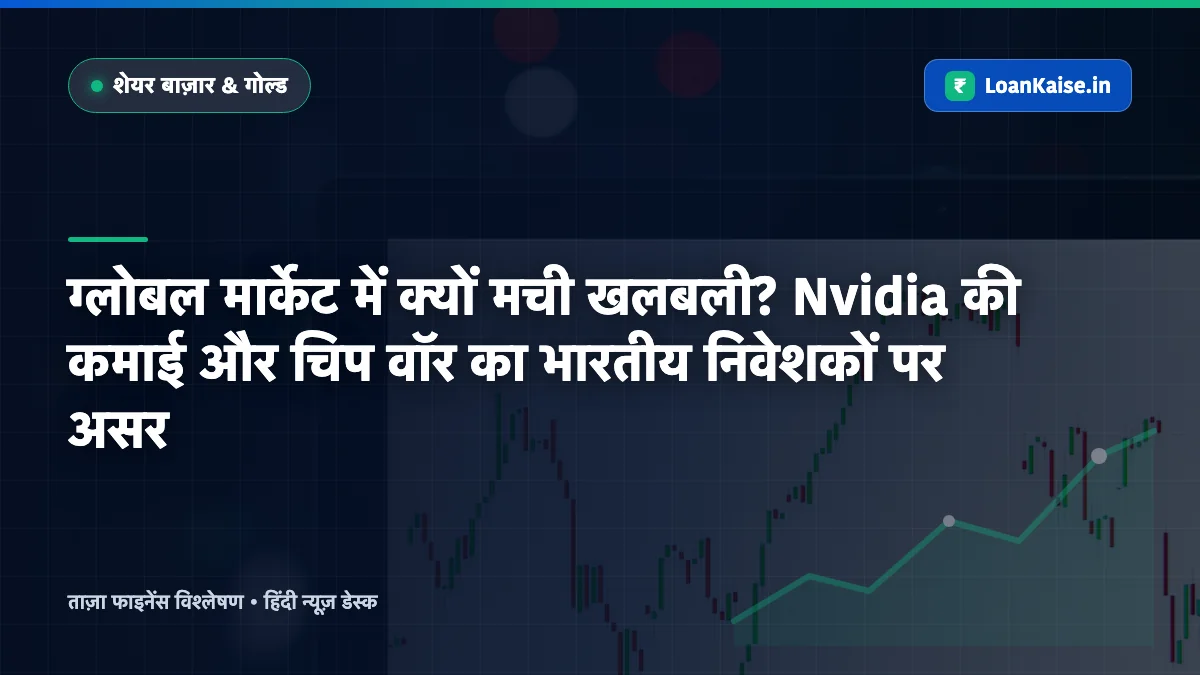 शेयर बाज़ार & गोल्ड
₹ LoanKaise.in
ग्लोबल मार्केट में क्यों मची खलबली? Nvidia की
कमाई और चिप वॉर का भारतीय निवेशकों पर
असर
ताज़ा फाइनेंस विश्लेषण • हिंदी न्यूज़ डेस्क